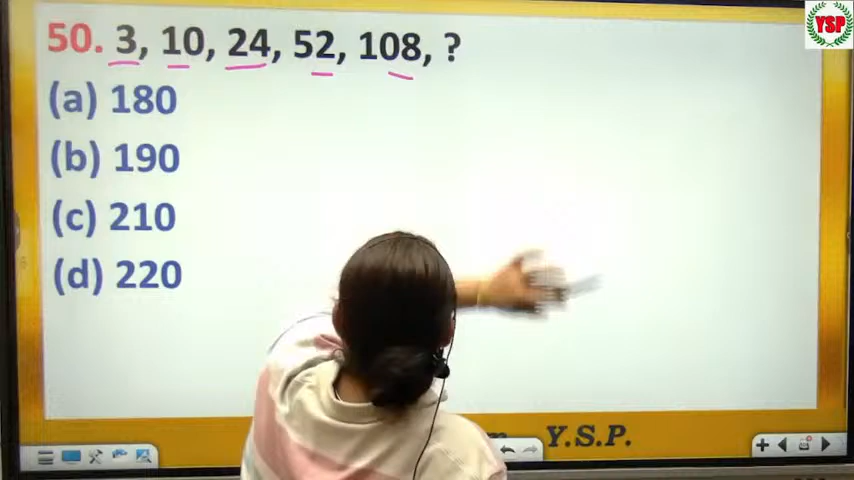 YSP
50. 3, 10, 24, 52, 108, ?
(a) 180
(b) 190
(c) 210
(d) 220
Y.S.P.